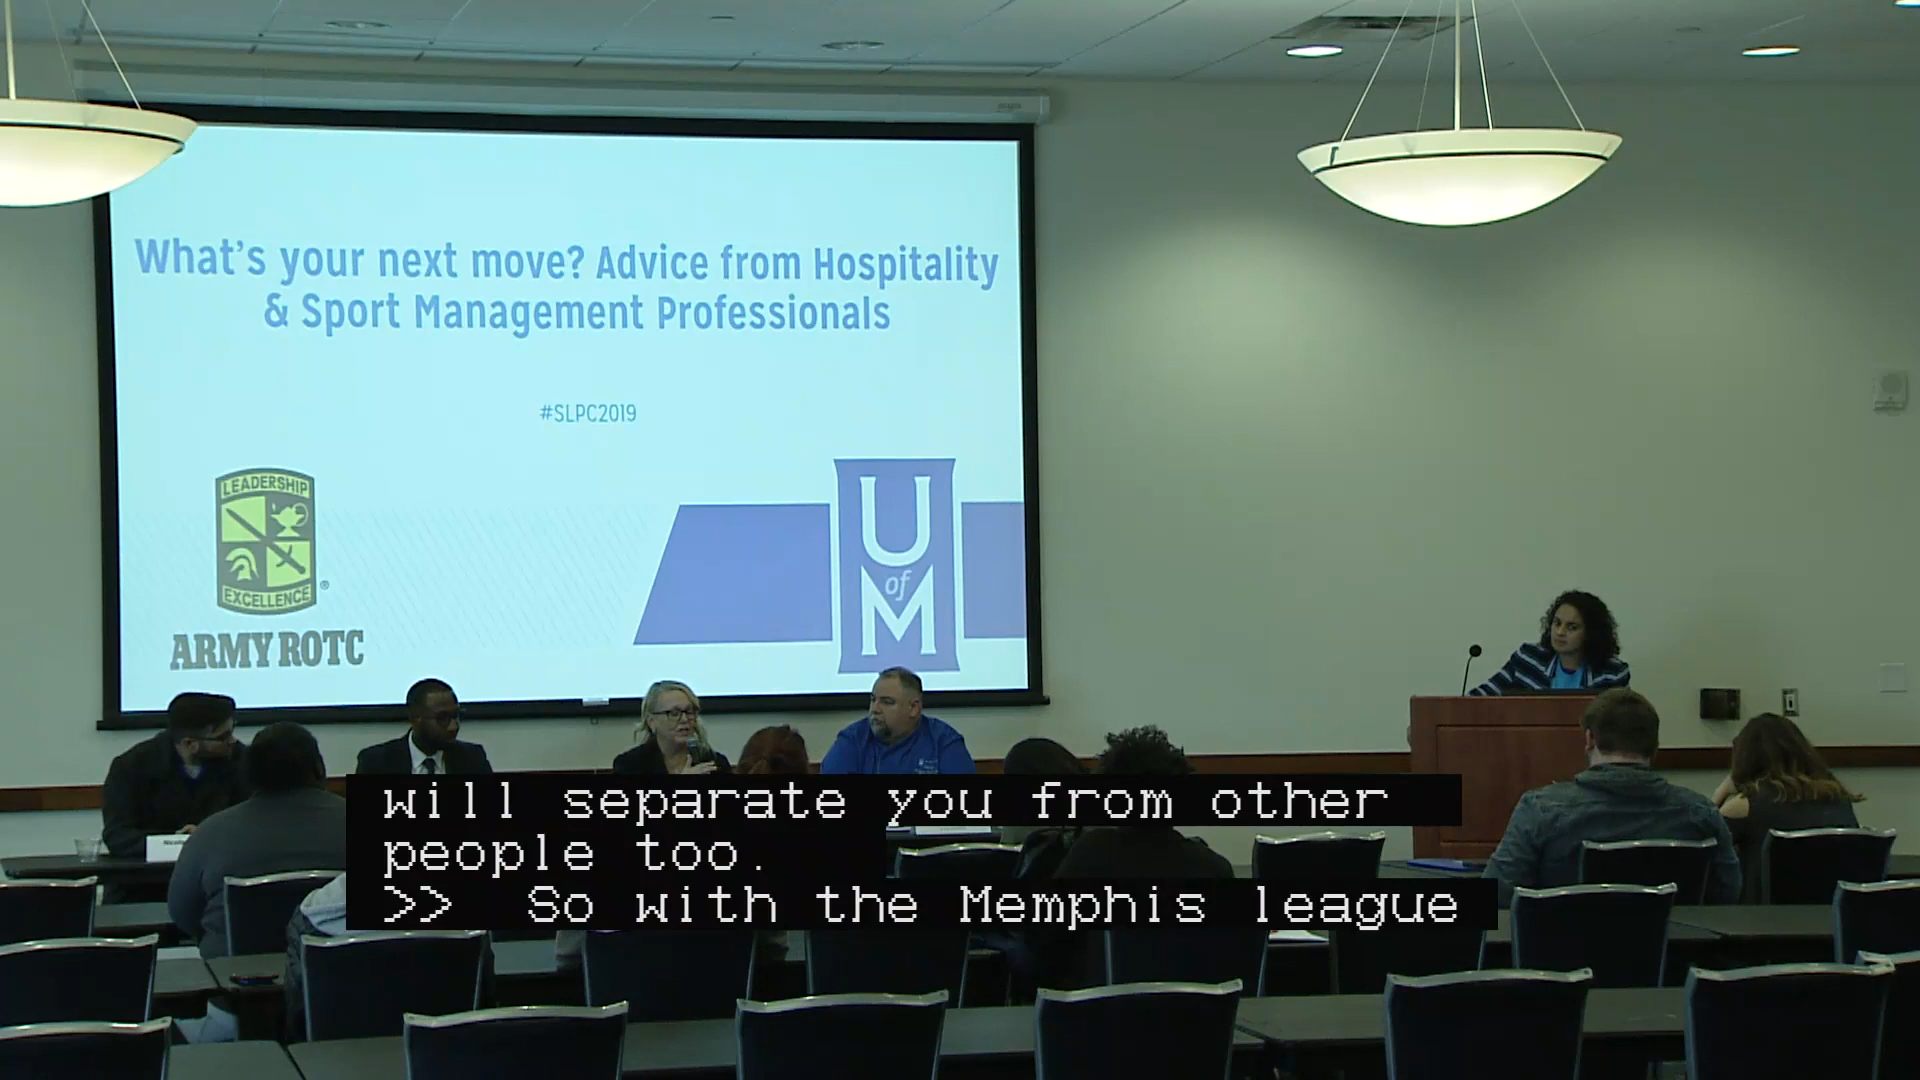 What's your next move? Advice from Hospitality
& Sport Management Professionals
#SLPC2019
LEADERSHIP
EXCELLENCE
®
ARMY ROTC
U
of
M
will separate you from other
people too.
>> So with the Memphis league